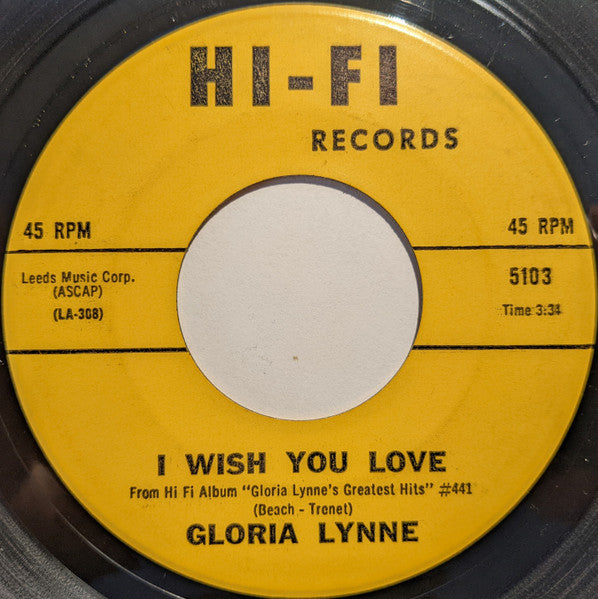 HI-FI
RECORDS
45 RPM
45 RPM
Leeds Music Corp.
(ASCAP)
(LA-308)
5103
Time 3:34
I WISH YOU LOVE
From Hi Fi Album "Gloria Lynne's Greatest Hits" #441
(Beach - Trenet)
GLORIA LYNNE